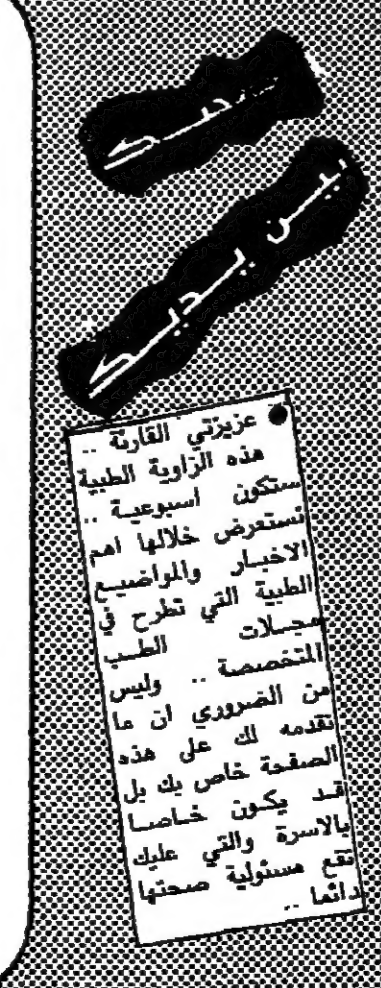 بين يديك
● عزيزتي القارئة ..
هذه الزاوية الطبية
ستكون اسبوعية ..
نستعرض خلالها اهم
الاخبار والمواضيع
الطبية التي تطرح في
مجلات الطب
المتخصصة .. وليس
من الضروري ان ما
نقدمه لك على هذه
الصفحة خاص بك بل
قد يكون خاصا
بالاسرة والتي عليك
تقع مسئولية صحتها
دائما ..